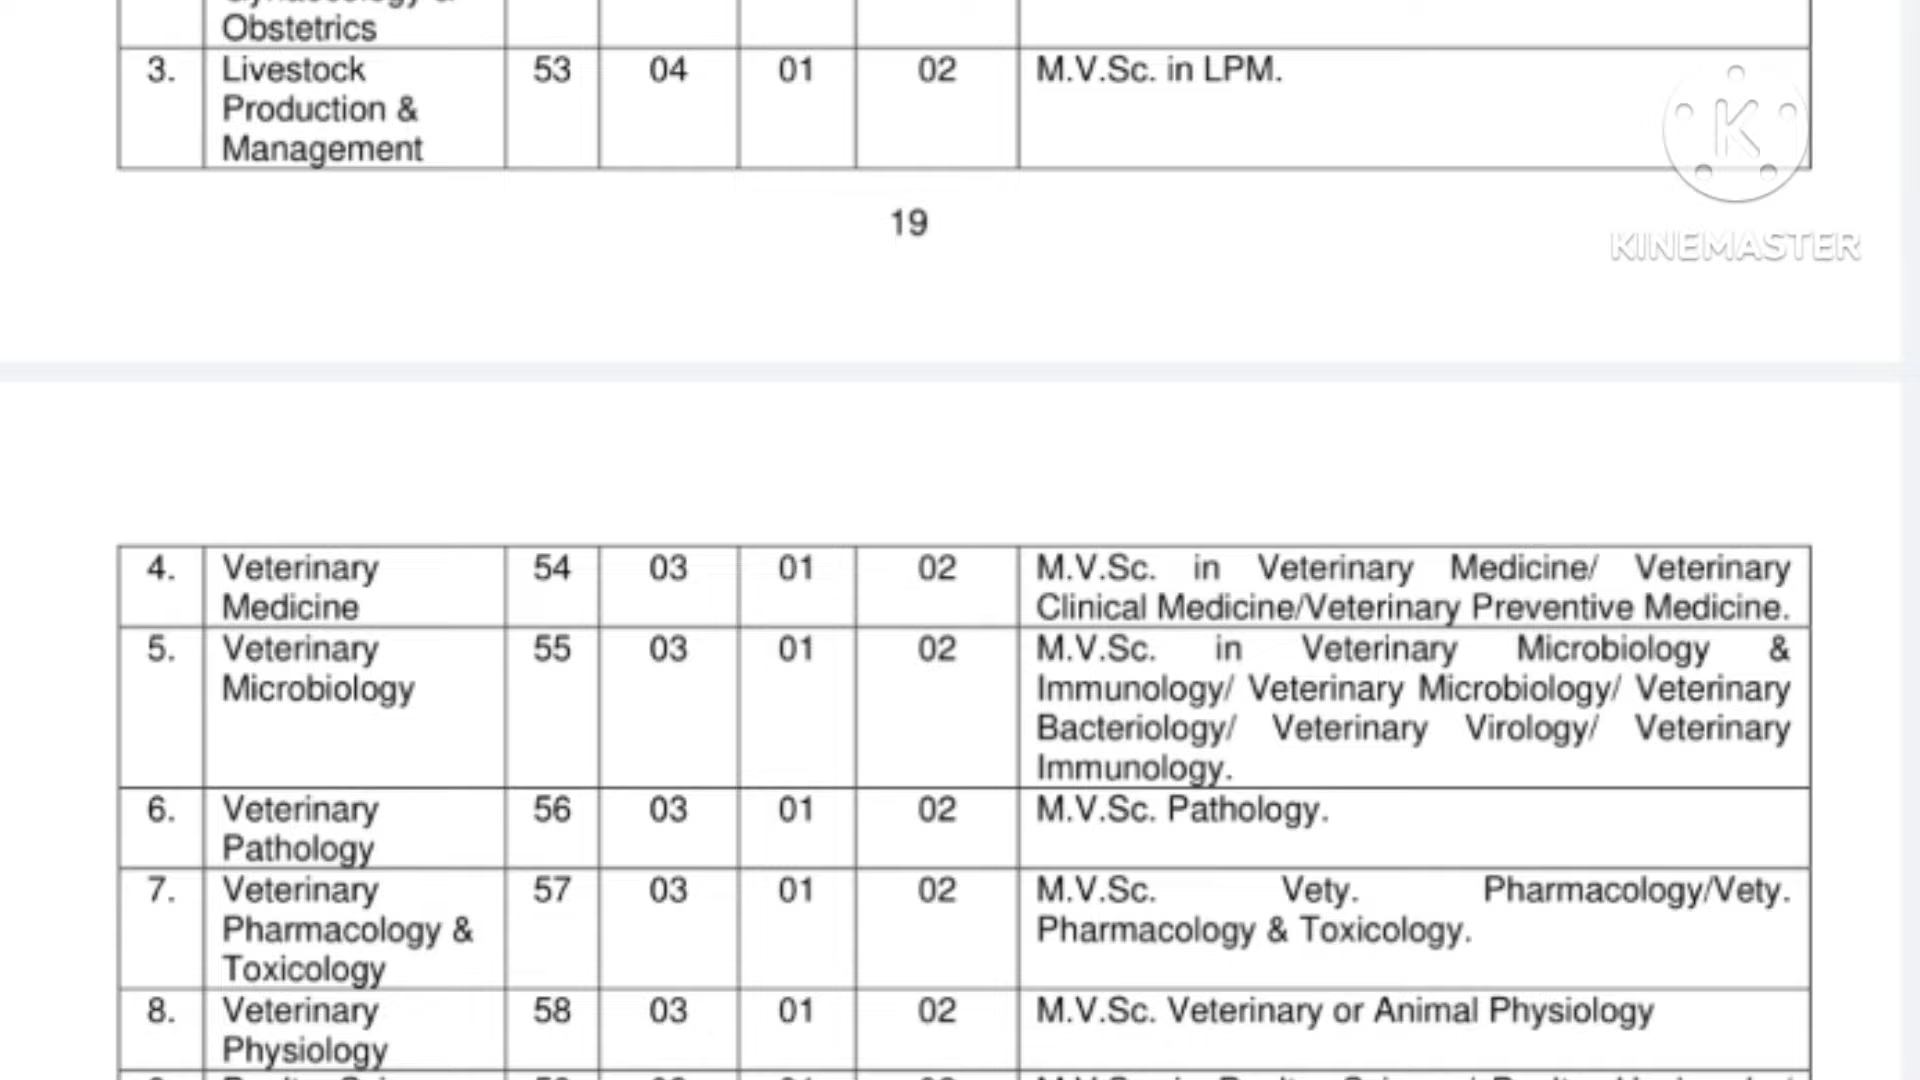 Obstetrics
3. Livestock 53 04 01 02 M.V.Sc. in LPM.
Production &
Management
19
K
KINEMASTER
4. Veterinary 54 03 01 02 M.V.Sc. in Veterinary Medicine/ Veterinary
Medicine Clinical Medicine/Veterinary Preventive Medicine.
5. Veterinary 55 03 01 02 M.V.Sc. in Veterinary Microbiology &
Microbiology Immunology/ Veterinary Microbiology/ Veterinary
Bacteriology/ Veterinary Virology/ Veterinary
Immunology.
6. Veterinary 56 03 01 02 M.V.Sc. Pathology.
Pathology
7. Veterinary 57 03 01 02 M.V.Sc. Vety. Pharmacology/Vety.
Pharmacology & Pharmacology & Toxicology.
Toxicology
8. Veterinary 58 03 01 02 M.V.Sc. Veterinary or Animal Physiology
Physiology